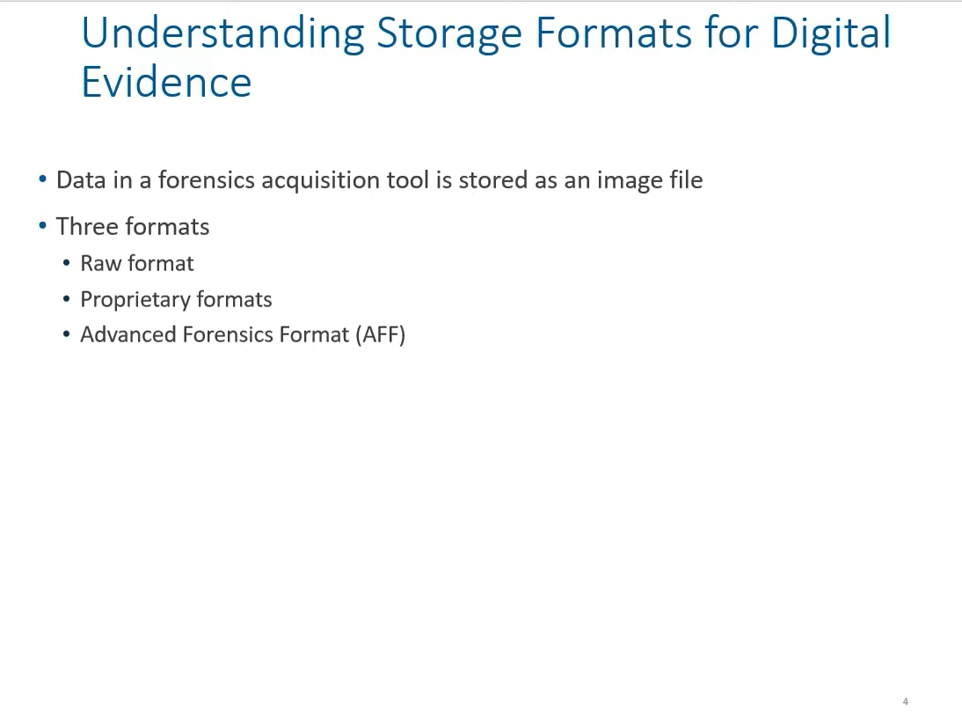 Understanding Storage Formats for Digital
Evidence
• Data in a forensics acquisition tool is stored as an image file
• Three formats
• Raw format
• Proprietary formats
• Advanced Forensics Format (AFF)
4